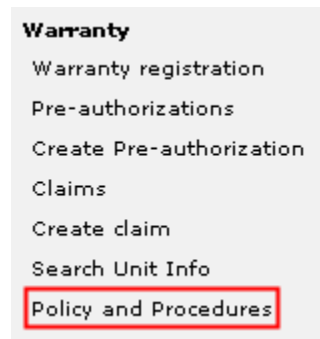 Warranty
Warranty registration
Pre-authorizations
Create Pre-authorization
Claims
Create claim
Search Unit Info
Policy and Procedures